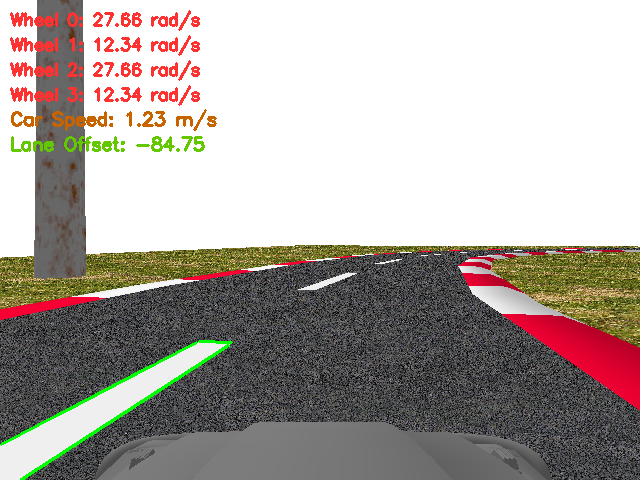 Wheel 0: 27.66 rad/s
Wheel 1: 12.34 rad/s
Wheel 2: 27.66 rad/s
Wheel 3: 12.34 rad/s
Car Speed: 1.23 m/s
Lane Offset: -84.75